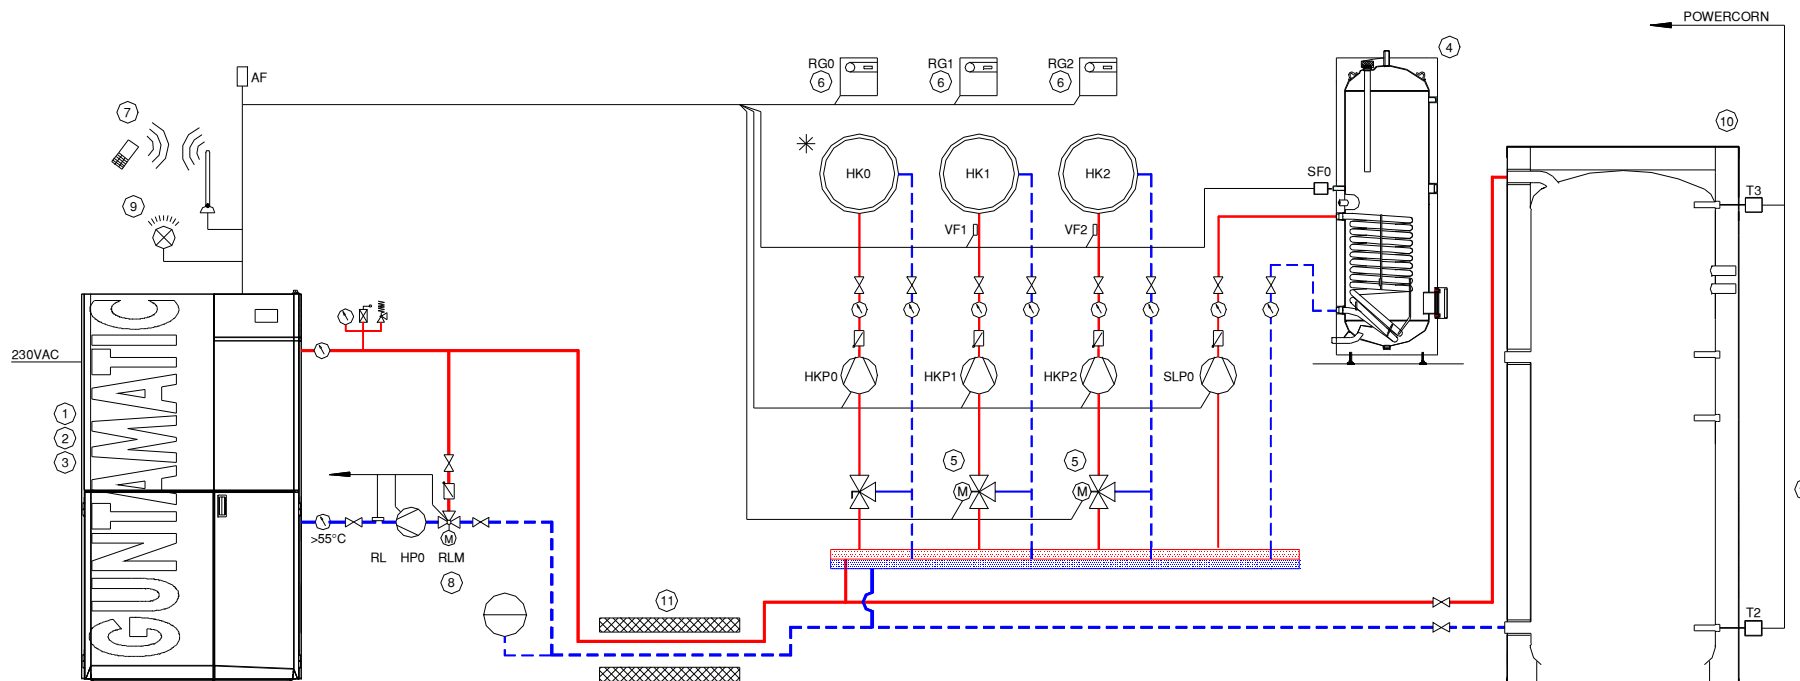 POWERCORN
4
AF
RG0
RG1
RG2
6
6
6
7
10
HK0
HK1
HK2
SF0
T3
9
VF1
VF2
GUNTAMATIC
230VAC
HKP0
HKP1
HKP2
SLP0
1
2
3
5
5
M
M
>55°C
M
RL
HP0
RLM
8
11
T2